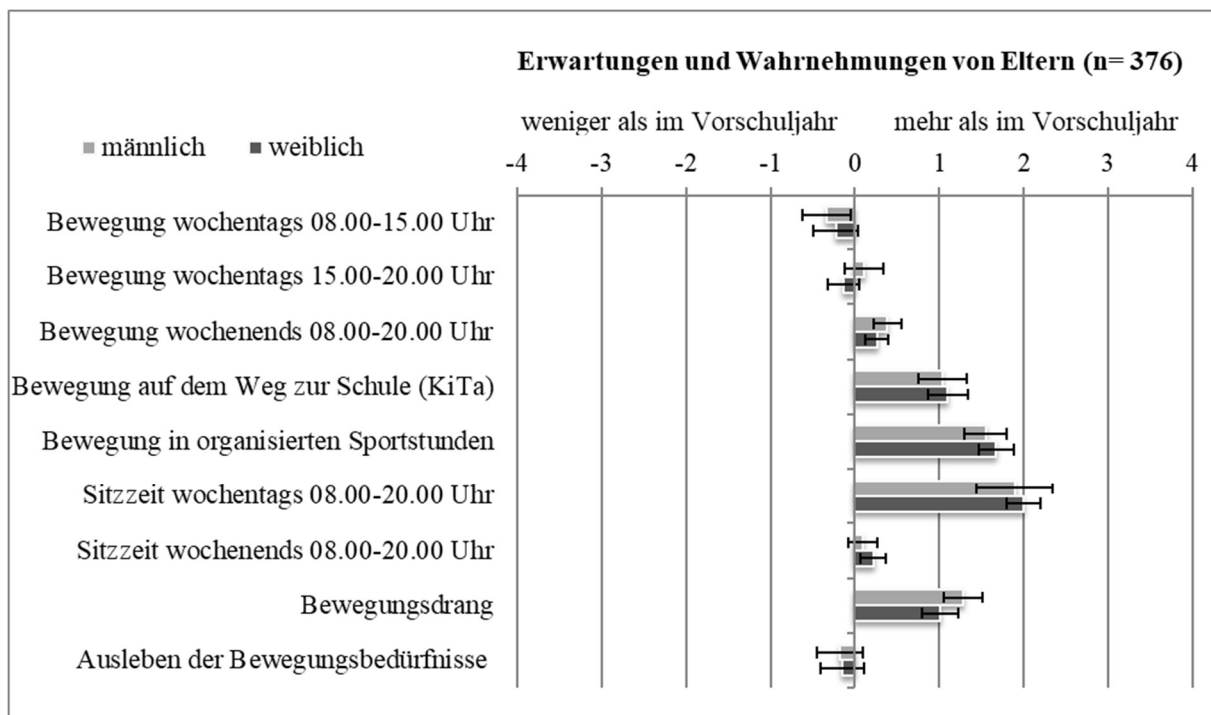 Erwartungen und Wahrnehmungen von Eltern (n= 376)
weniger als im Vorschuljahr mehr als im Vorschuljahr
männlich weiblich
-4 -3 -2 -1 0 1 2 3 4
Bewegung wochentags 08.00-15.00 Uhr
Bewegung wochentags 15.00-20.00 Uhr
Bewegung wochenends 08.00-20.00 Uhr
Bewegung auf dem Weg zur Schule (KiTa)
Bewegung in organisierten Sportstunden
Sitzzeit wochentags 08.00-20.00 Uhr
Sitzzeit wochenends 08.00-20.00 Uhr
Bewegungsdrang
Ausleben der Bewegungsbedürfnisse